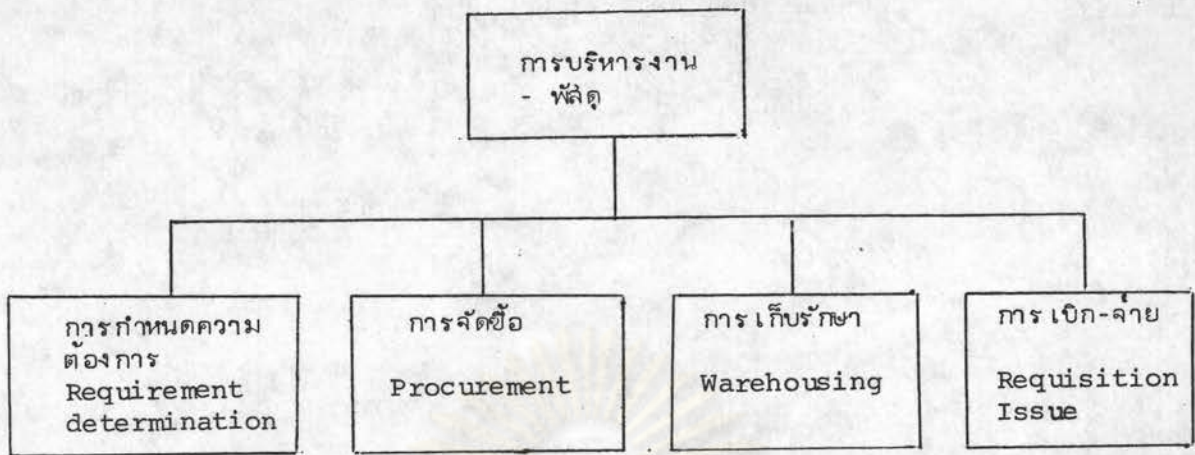 การบริหารงาน
- พัสดุ
การกำหนดความ
ต้องการ
Requirement
determination
การจัดซื้อ
Procurement
การเก็บรักษา
Warehousing
การเบิก-จ่าย
Requisition
Issue